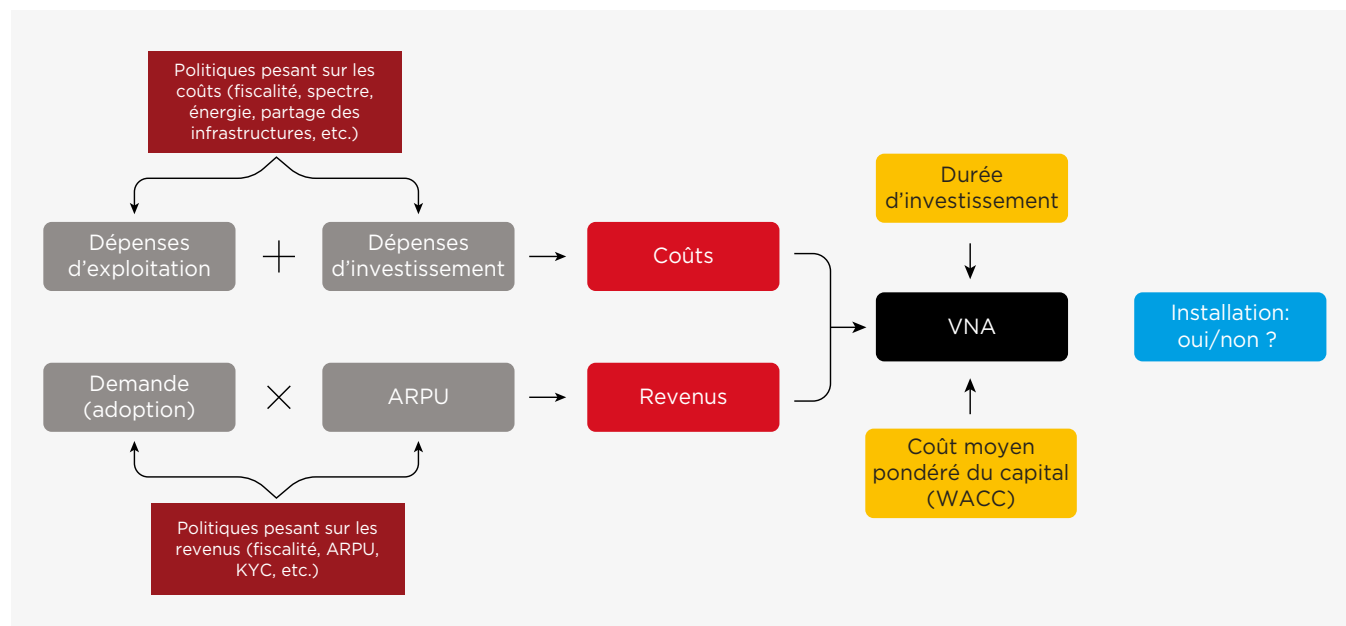 Politiques pesant sur les
coûts (fiscalité, spectre,
énergie, partage des
infrastructures, etc.)
Durée
d'investissement
Dépenses
d'exploitation
+
Dépenses
d'investissement
Coûts
VNA
Installation:
oui/non ?
Demande
(adoption)
×
ARPU
Revenus
Coût moyen
pondéré du capital
(WACC)
Politiques pesant sur les
revenus (fiscalité, ARPU,
KYC, etc.)